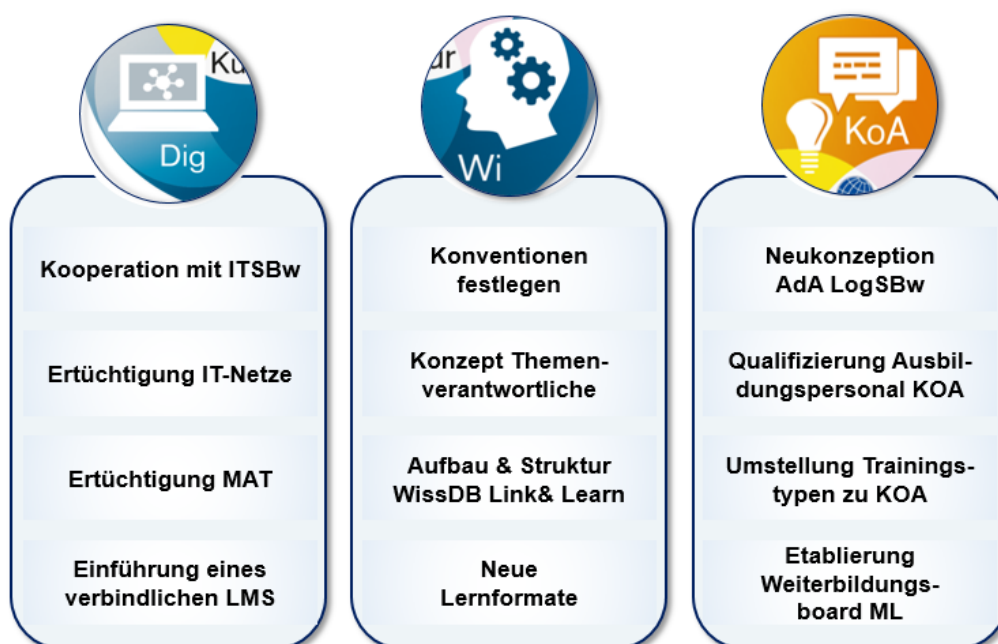 Ku
Dig
Kooperation mit ITSBw
Ertüchtigung IT-Netze
Ertüchtigung MAT
Einführung eines
verbindlichen LMS
ur
Wi
Konventionen
festlegen
Konzept Themen-
verantwortliche
Aufbau & Struktur
WissDB Link& Learn
Neue
Lernformate
KoA
Neukonzeption
AdA LogSBw
Qualifizierung Ausbil-
dungspersonal KOA
Umstellung Trainings-
typen zu KOA
Etablierung
Weiterbildungs-
board ML